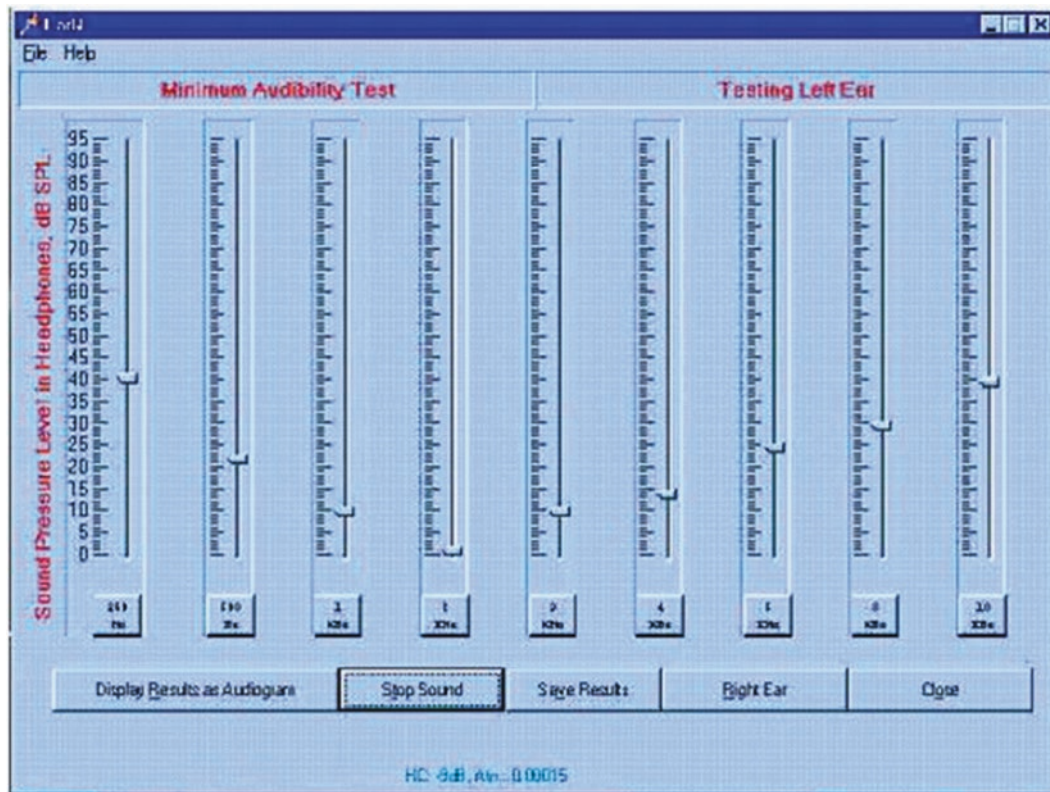 File Help
Minimum Audibility Test
Testing Left Ear
Sound Pressure Level in Headphones, dB SPL
95
90
85
80
75
70
65
60
55
50
45
40
35
30
25
20
15
10
5
0
Display Results as Audiogram
Stop Sound
Save Results
Right Ear
Close